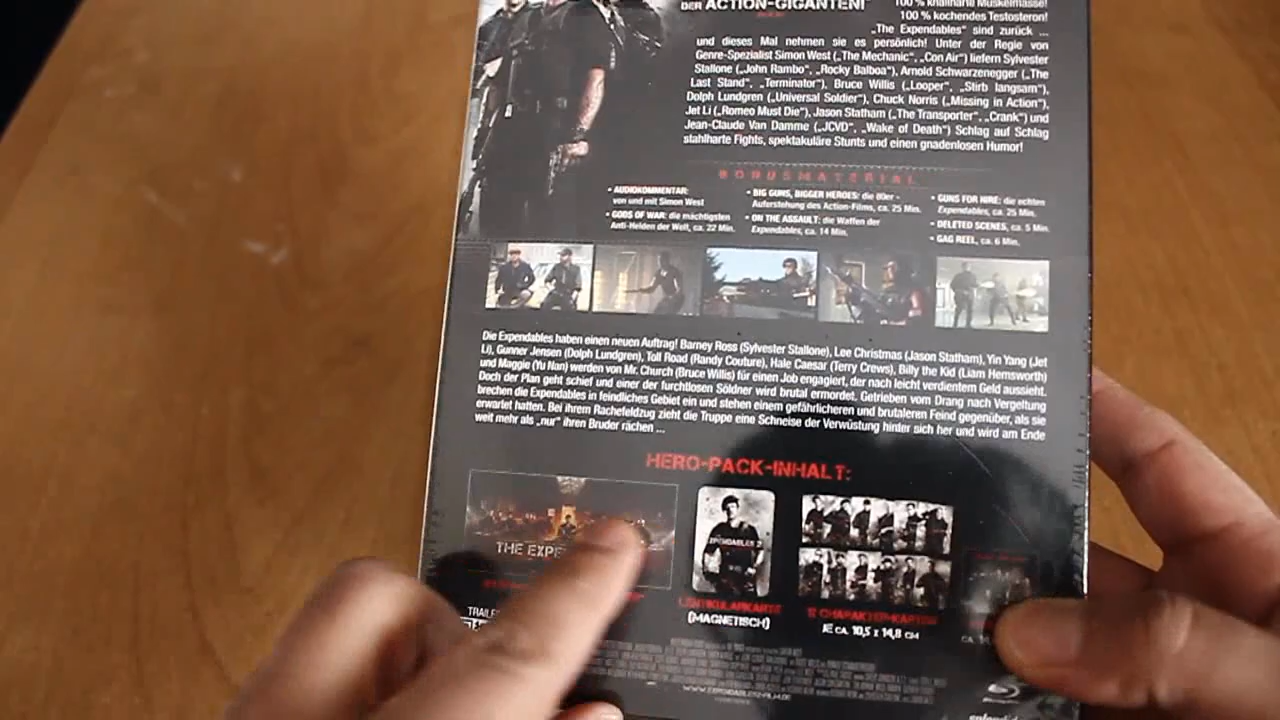 DER ACTION-GIGANTEN!
100 % knallharte Muskelmasse!
100 % kochendes Testosteron!
„The Expendables“ sind zurück ...
und dieses Mal nehmen sie es persönlich! Unter der Regie von
Genre-Spezialist Simon West („The Mechanic“, „Con Air“) liefern Sylvester
Stallone („John Rambo“, „Rocky Balboa“), Arnold Schwarzenegger („The
Last Stand“, „Terminator“), Bruce Willis („Looper“, „Stirb langsam“),
Dolph Lundgren („Universal Soldier“), Chuck Norris („Missing in Action“),
Jet Li („Romeo Must Die“), Jason Statham („The Transporter“, „Crank“) und
Jean-Claude Van Damme („JCVD“, „Wake of Death“) Schlag auf Schlag
stahlharte Fights, spektakuläre Stunts und einen gnadenlosen Humor!
BONUSMATERIAL
• AUDIOKOMMENTAR:
von und mit Simon West
• GODS OF WAR: die mächtigsten
Anti-Helden der Welt, ca. 22 Min.
• BIG GUNS, BIGGER HEROES: die 80er -
Auferstehung des Action-Films, ca. 25 Min.
• ON THE ASSAULT: die Waffen der
Expendables, ca. 14 Min.
• GUNS FOR HIRE: die echten
Expendables, ca. 25 Min.
• DELETED SCENES, ca. 5 Min.
• GAG REEL, ca. 6 Min.
Die Expendables haben einen neuen Auftrag! Barney Ross (Sylvester Stallone), Lee Christmas (Jason Statham), Yin Yang (Jet
Li), Gunner Jensen (Dolph Lundgren), Toll Road (Randy Couture), Hale Caesar (Terry Crews), Billy the Kid (Liam Hemsworth)
und Maggie (Yu Nan) werden von Mr. Church (Bruce Willis) für einen Job engagiert, der nach leicht verdientem Geld aussieht.
Doch der Plan geht schief und einer der furchtlosen Söldner wird brutal ermordet. Getrieben vom Drang nach Vergeltung
brechen die Expendables in feindliches Gebiet ein und stehen einem gefährlicheren und brutaleren Feind gegenüber, als sie
erwartet hatten. Bei ihrem Rachefeldzug zieht die Truppe eine Schneise der Verwüstung hinter sich her und wird am Ende
weit mehr als „nur“ ihren Bruder rächen ...
HERO-PACK-INHALT:
THE EXPE
LENTIKULARKARTE
(MAGNETISCH)
12 CHARAKTERKARTEN
JE CA. 10,5 x 14,8 CM
TRAILE